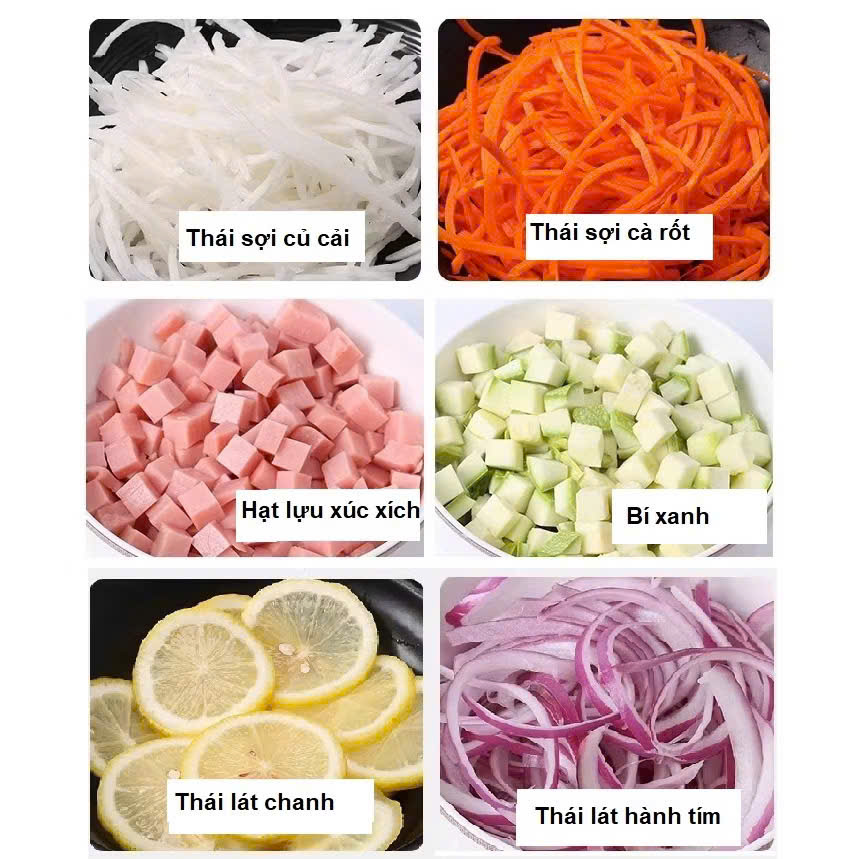 Thái sợi củ cải
Thái sợi cà rốt
Hạt lựu xúc xích
Bí xanh
Thái lát chanh
Thái lát hành tím